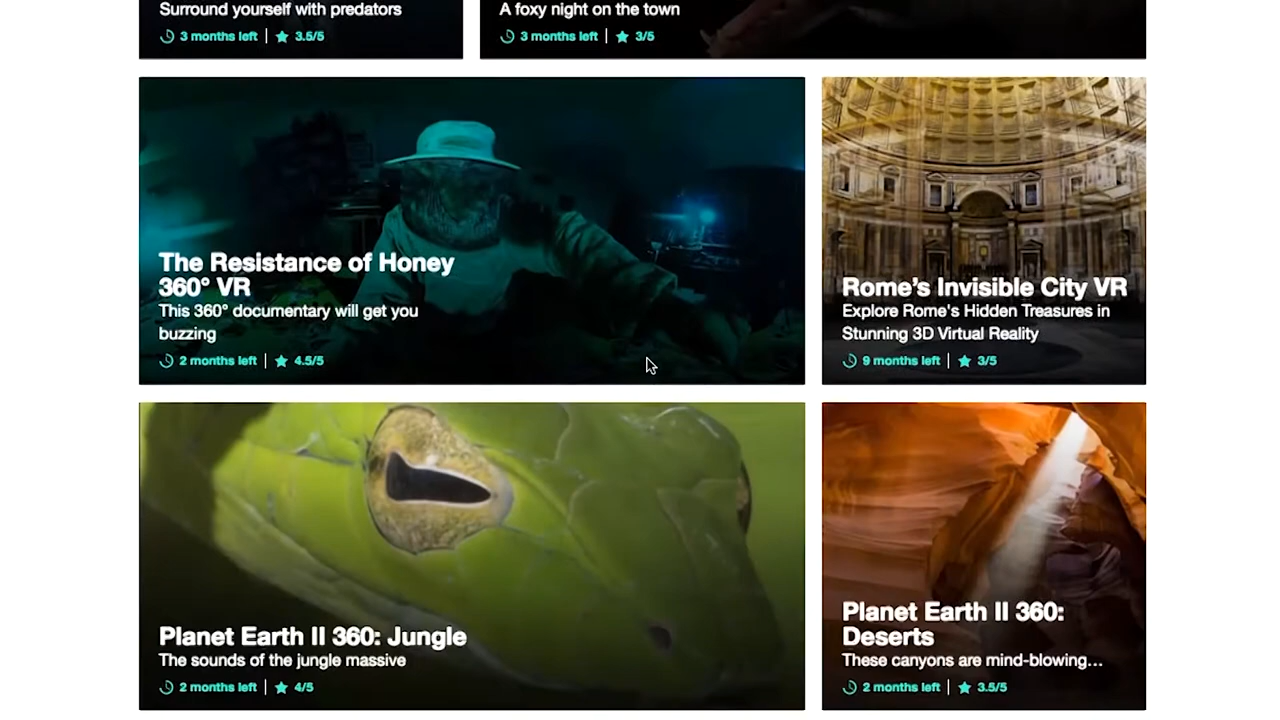 Surround yourself with predators
3 months left | 3.5/5
A foxy night on the town
3 months left | 3/5
The Resistance of Honey
360° VR
This 360° documentary will get you
buzzing
2 months left | 4.5/5
Rome’s Invisible City VR
Explore Rome's Hidden Treasures in
Stunning 3D Virtual Reality
9 months left | 3/5
Planet Earth II 360: Jungle
The sounds of the jungle massive
2 months left | 4/5
Planet Earth II 360:
Deserts
These canyons are mind-blowing…
2 months left | 3.5/5